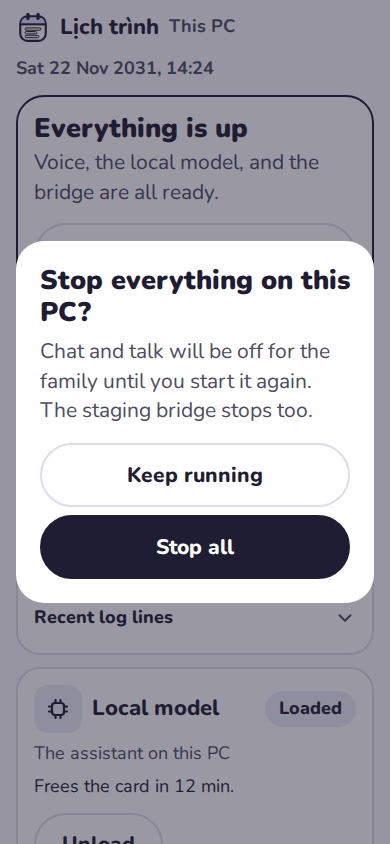 Lịch trình This PC
Sat 22 Nov 2031, 14:24
Everything is up
Voice, the local model, and the
bridge are all ready.
Stop everything on this
PC?
Chat and talk will be off for the
family until you start it again.
The staging bridge stops too.
Keep running
Stop all
Recent log lines
Local model
Loaded
The assistant on this PC
Frees the card in 12 min.
Unload